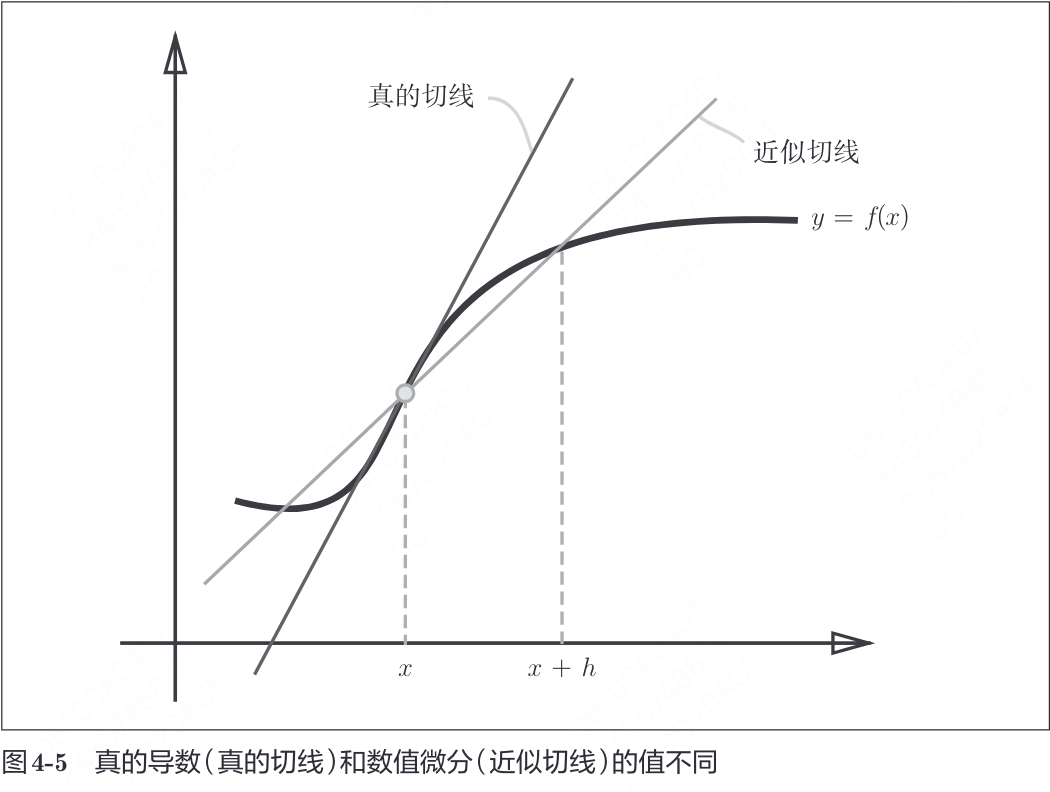 真的切线
近似切线
y = f(x)
x
x + h
图4-5 真的导数(真的切线)和数值微分(近似切线)的值不同